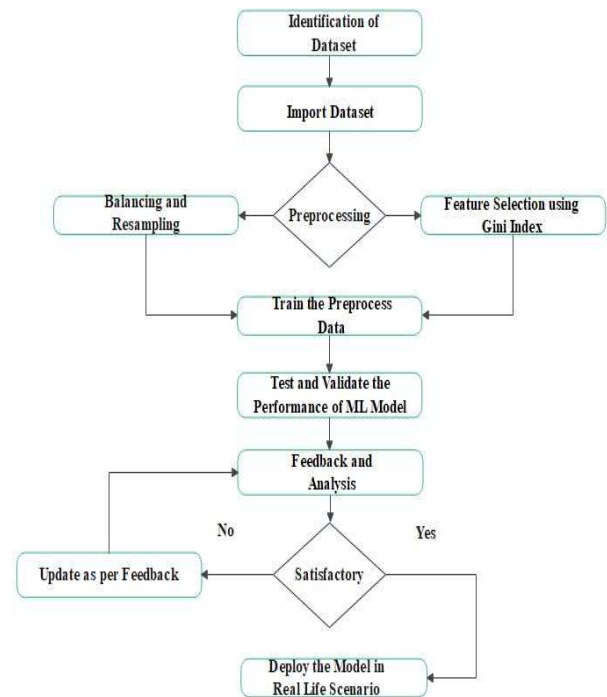 Identification of
Dataset
Import Dataset
Preprocessing
Balancing and
Resampling
Feature Selection using
Gini Index
Train the Preprocess
Data
Test and Validate the
Performance of ML Model
Feedback and
Analysis
No
Yes
Update as per Feedback
Satisfactory
Deploy the Model in
Real Life Scenario